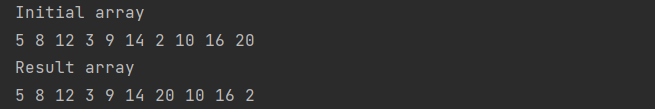 Initial array
5 8 12 3 9 14 2 10 16 20
Result array
5 8 12 3 9 14 20 10 16 2